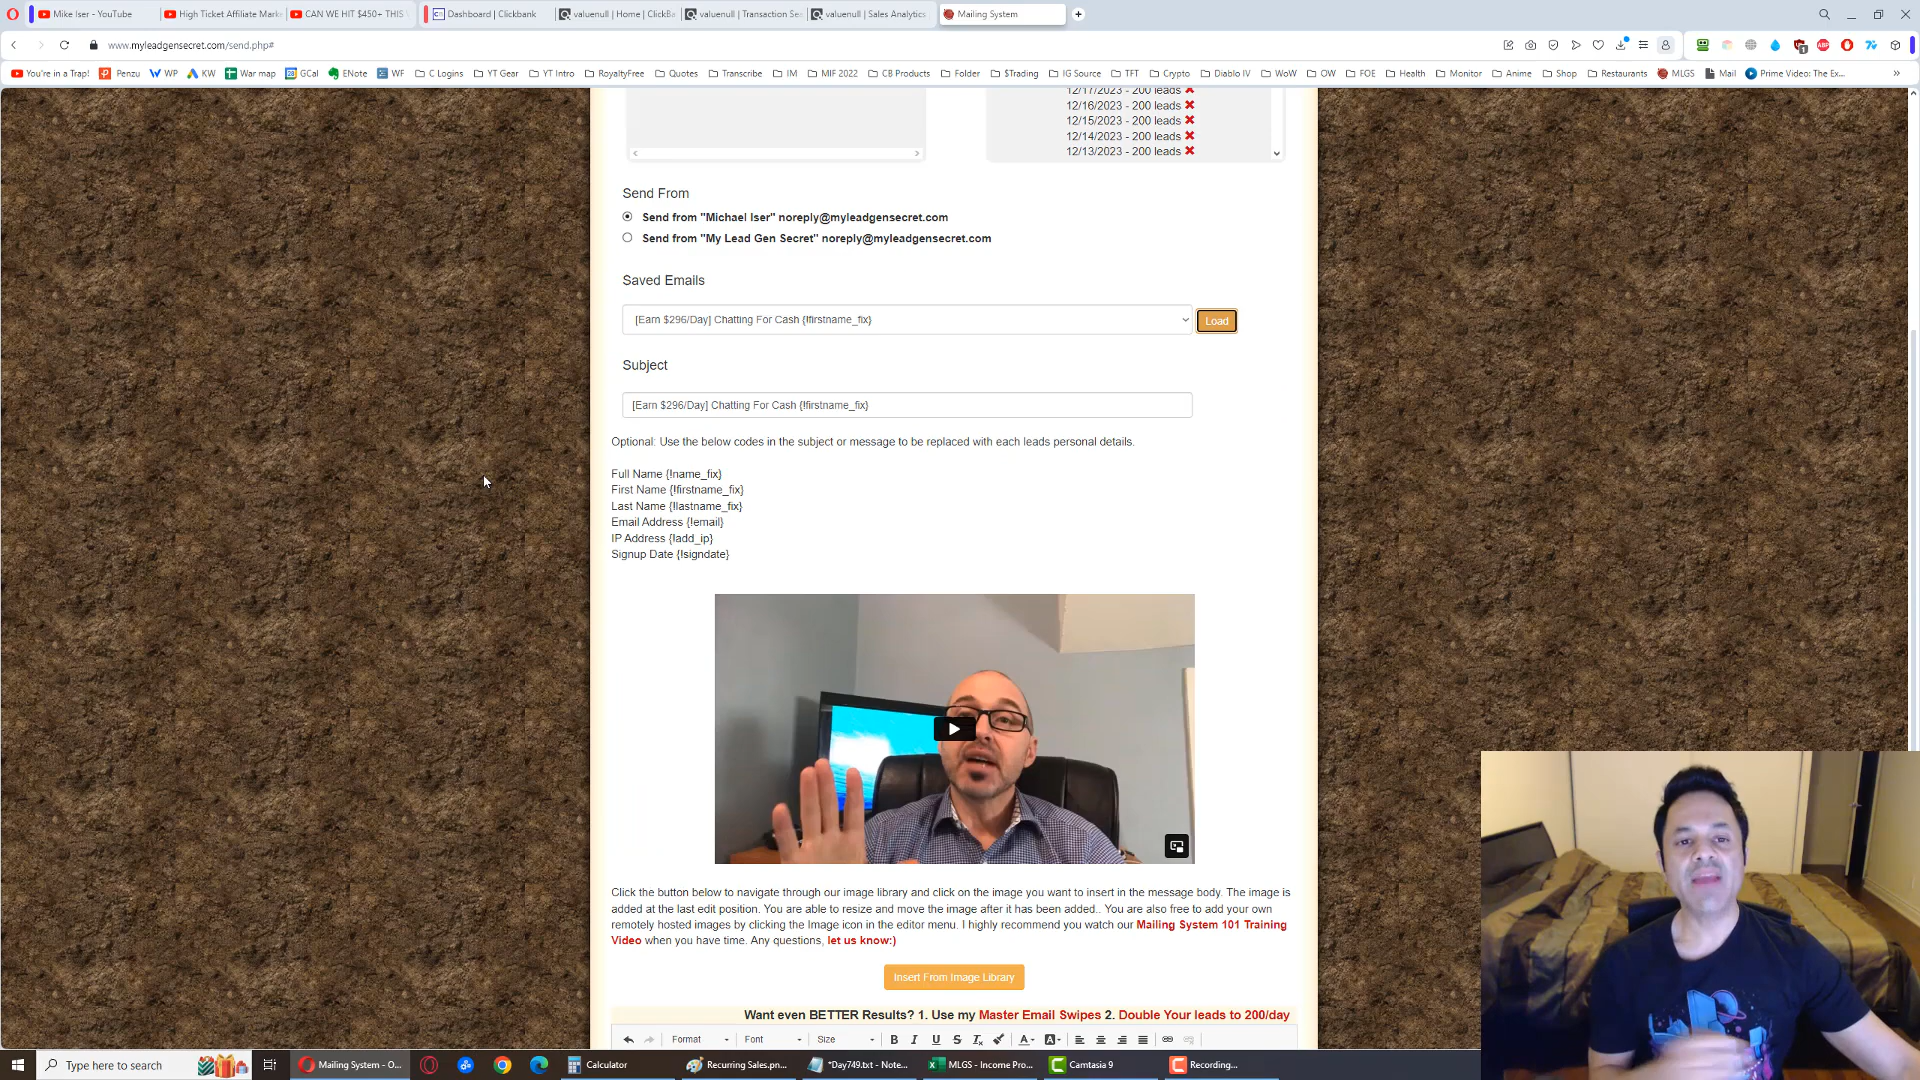 Mike Iser - YouTube
High Ticket Affiliate Mark
CAN WE HIT $450+ THIS
Dashboard | Clickbank
valuenull | Home | ClickBa
valuenull | Transaction Sea
valuenull | Sales Analytics
Mailing System
www.myleadgensecret.com/send.php#
You're in a Trap!
Penzu
WP
KW
War map
GCal
ENote
WF
C Logins
YT Gear
YT Intro
RoyaltyFree
Quotes
Transcribe
IM
MIF 2022
CB Products
Folder
$Trading
IG Source
TFT
Crypto
Diablo IV
WoW
OW
FOE
Health
Monitor
Anime
Shop
Restaurants
MLGS
Mail
Prime Video: The Ex...
12/17/2023 - 200 leads
12/16/2023 - 200 leads
12/15/2023 - 200 leads
12/14/2023 - 200 leads
12/13/2023 - 200 leads
Send From
Send from "Michael Iser" noreply@myleadgensecret.com
Send from "My Lead Gen Secret" noreply@myleadgensecret.com
Saved Emails
[Earn $296/Day] Chatting For Cash {!firstname_fix}
Load
Subject
[Earn $296/Day] Chatting For Cash {!firstname_fix}
Optional: Use the below codes in the subject or message to be replaced with each leads personal details.
Full Name {!name_fix}
First Name {!firstname_fix}
Last Name {!lastname_fix}
Email Address {!email}
IP Address {!add_ip}
Signup Date {!signdate}
Click the button below to navigate through our image library and click on the image you want to insert in the message body. The image is
added at the last edit position. You are able to resize and move the image after it has been added.. You are also free to add your own
remotely hosted images by clicking the Image icon in the editor menu. I highly recommend you watch our Mailing System 101 Training
Video when you have time. Any questions, let us know:)
Insert From Image Library
Want even BETTER Results? 1. Use my Master Email Swipes 2. Double Your leads to 200/day
Format
Font
Size
B
I
U
S
Type here to search
Mailing System - O...
Calculator
Recurring Sales.pn...
*Day749.txt - Note...
MLGS - Income Pro...
Camtasia 9
Recording...